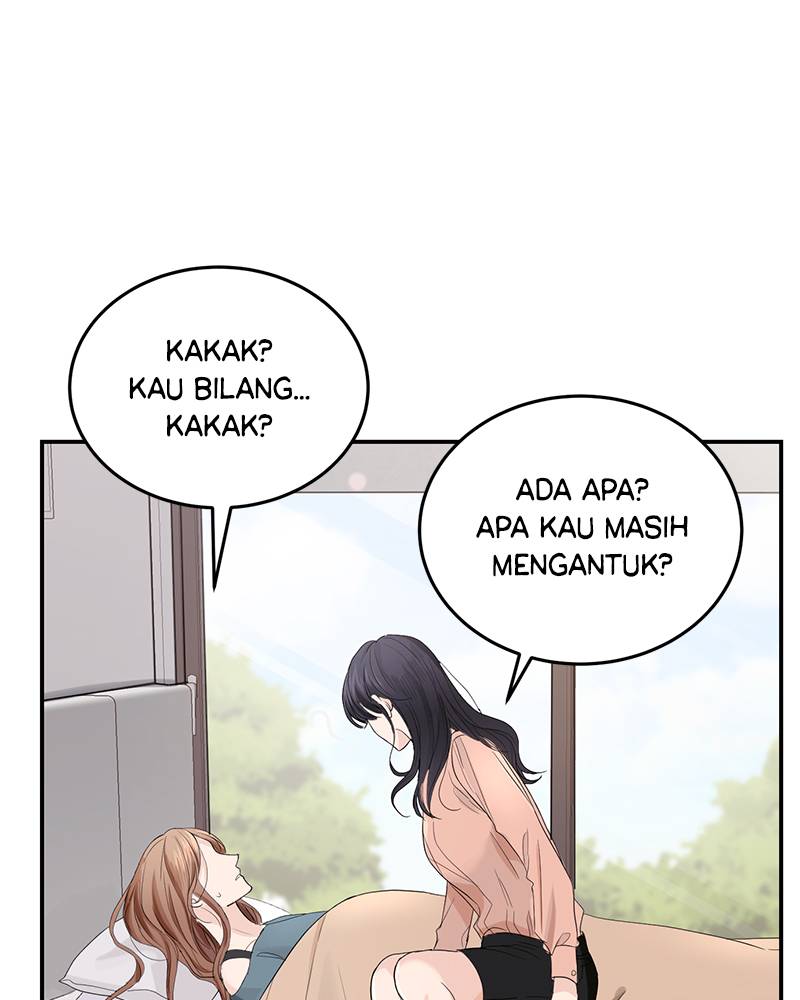 KAKAK?
KAU BILANG...
KAKAK?
ADA APA?
APA KAU MASIH
MENGANTUK?